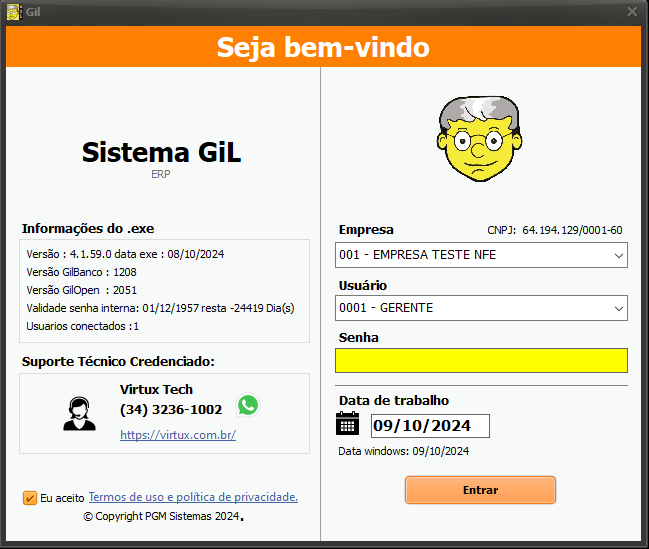 Gil
Seja bem-vindo
Sistema GiL
ERP
Informações do .exe
Versão : 4.1.59.0 data exe : 08/10/2024
Versão GilBanco : 1208
Versão GilOpen : 2051
Validade senha interna: 01/12/1957 resta -24419 Dia(s)
Usuarios conectados :1
Suporte Técnico Credenciado:
Virtux Tech
(34) 3236-1002
https://virtux.com.br/
Eu aceito Termos de uso e política de privacidade.
© Copyright PGM Sistemas 2024.
Empresa CNPJ: 64.194.129/0001-60
001 - EMPRESA TESTE NFE
Usuário
0001 - GERENTE
Senha
Data de trabalho
09/10/2024
Data windows: 09/10/2024
Entrar